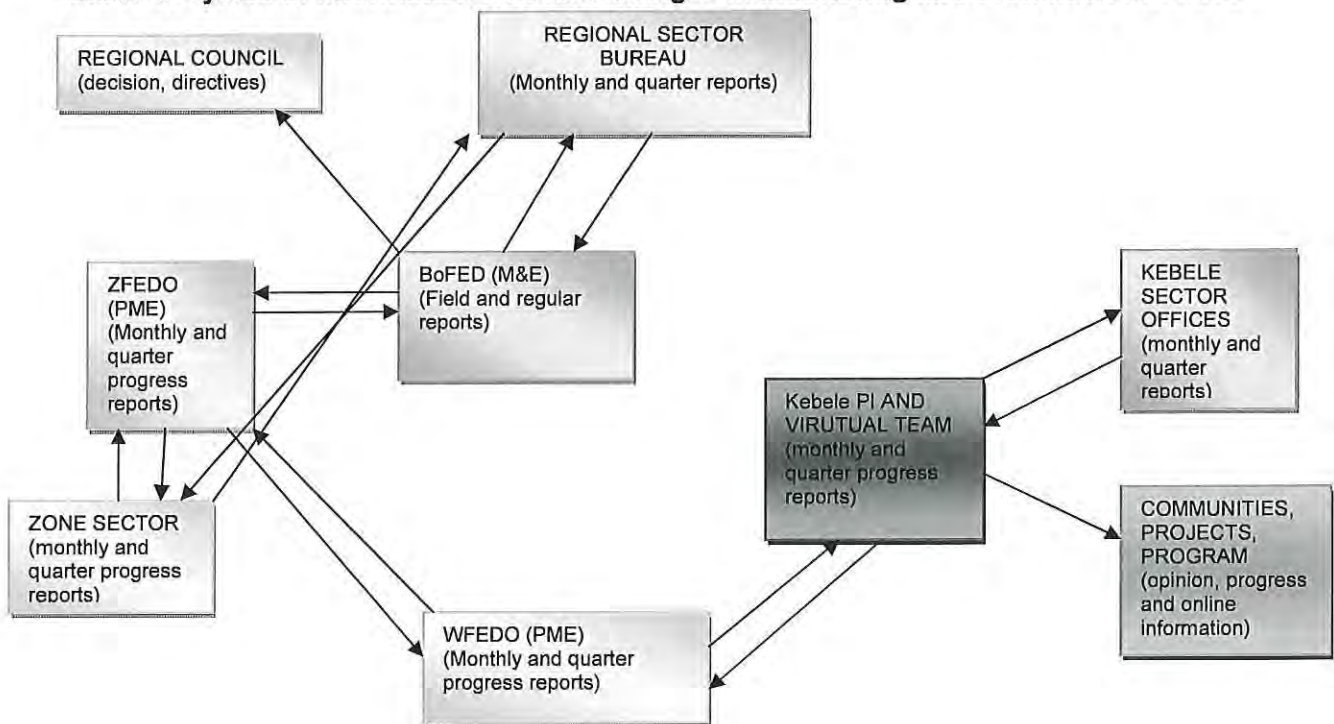 REGIONAL COUNCIL
(decision, directives)
REGIONAL SECTOR
BUREAU
(Monthly and quarter reports)
ZFEDO
(PME)
(Monthly and
quarter
progress
reports)
BoFED (M&E)
(Field and regular
reports)
KEBELE
SECTOR
OFFICES
(monthly and
quarter
reports)
Kebele PI AND
VIRUTUAL TEAM
(monthly and
quarter progress
reports)
ZONE SECTOR
(monthly and
quarter progress
reports)
COMMUNITIES,
PROJECTS,
PROGRAM
(opinion, progress
and online
information)
WFEDO (PME)
(Monthly and quarter
progress reports)